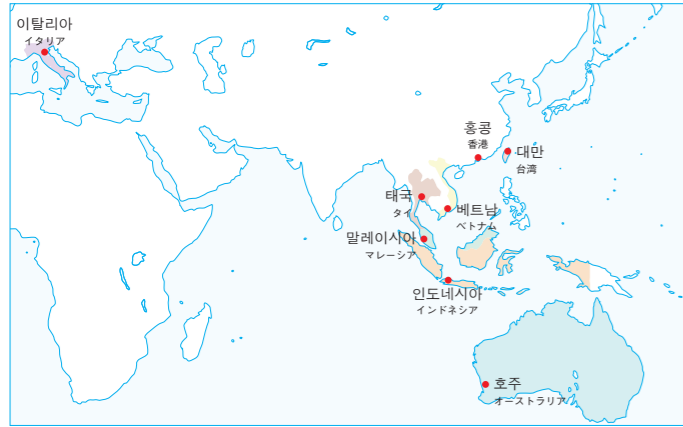 이탈리아
イタリア
홍콩
香港
대만
台湾
태국
タイ
베트남
ベトナム
말레이시아
マレーシア
인도네시아
インドネシア
호주
オーストラリア